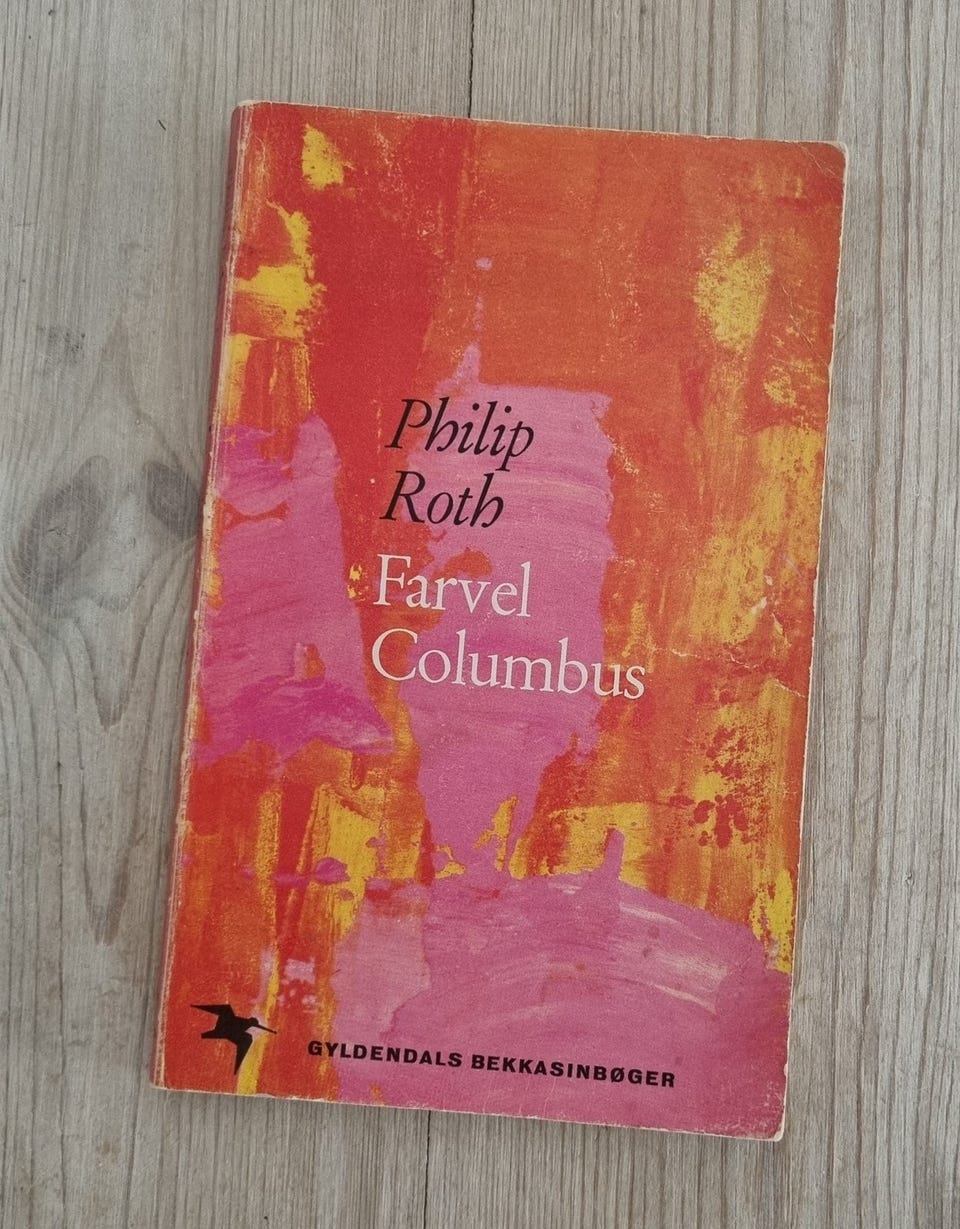 Philip
Roth
Farvel
Columbus
GYLDENDALS BEKKASINBØGER